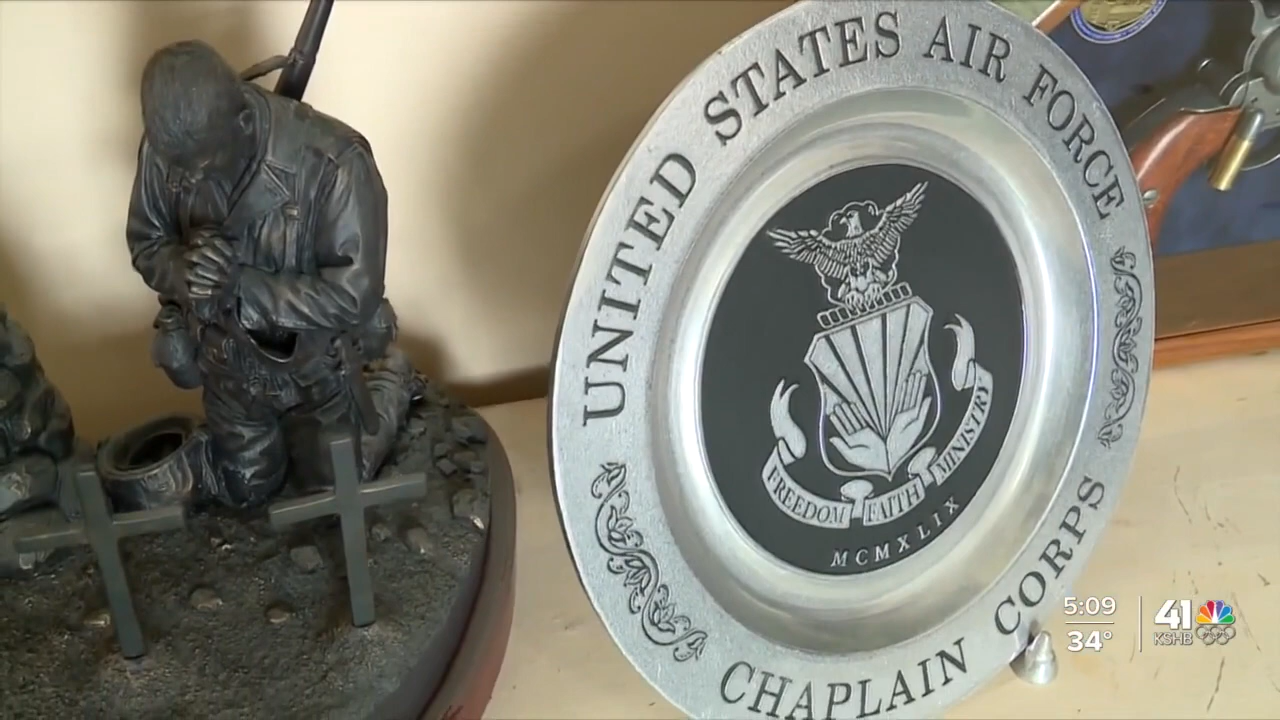 UNITED STATES AIR FORCE
FREEDOM FAITH MINISTRY
MCMXLIX
CHAPLAIN CORPS
5:09
34°
41
KSHB